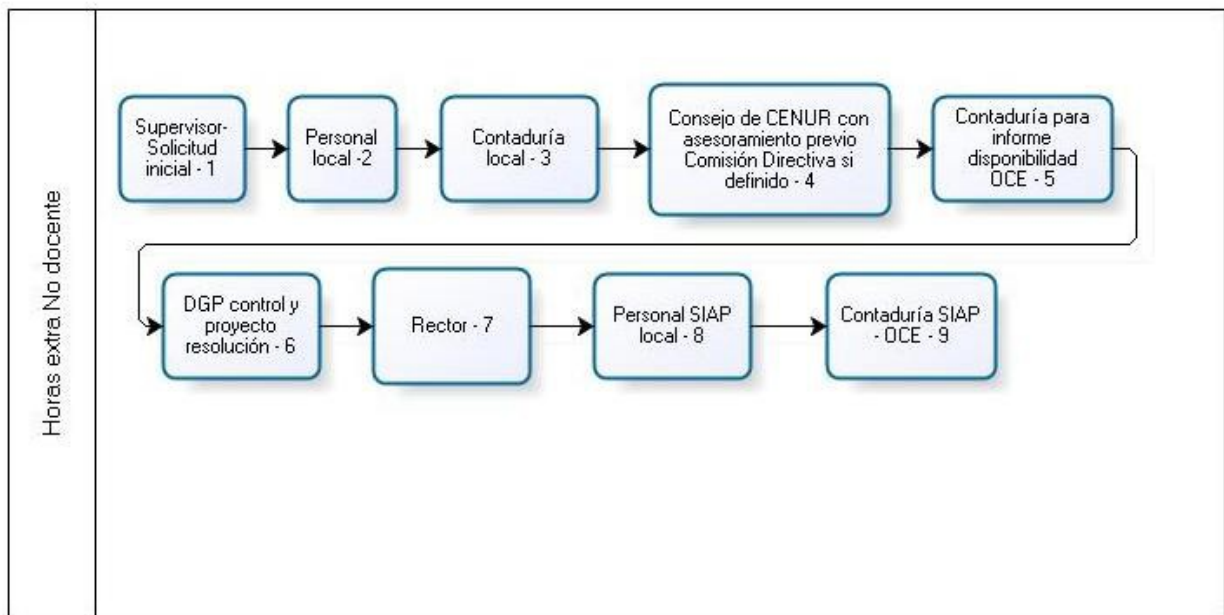 Horas extra No docente
Supervisor-
Solicitud
inicial - 1
Personal
local -2
Contaduría
local - 3
Consejo de CENUR con
asesoramiento previo
Comisión Directiva si
definido - 4
Contaduría para
informe
disponibilidad
OCE - 5
DGP control y
proyecto
resolución - 6
Rector - 7
Personal SIAP
local - 8
Contaduría SIAP
- OCE - 9